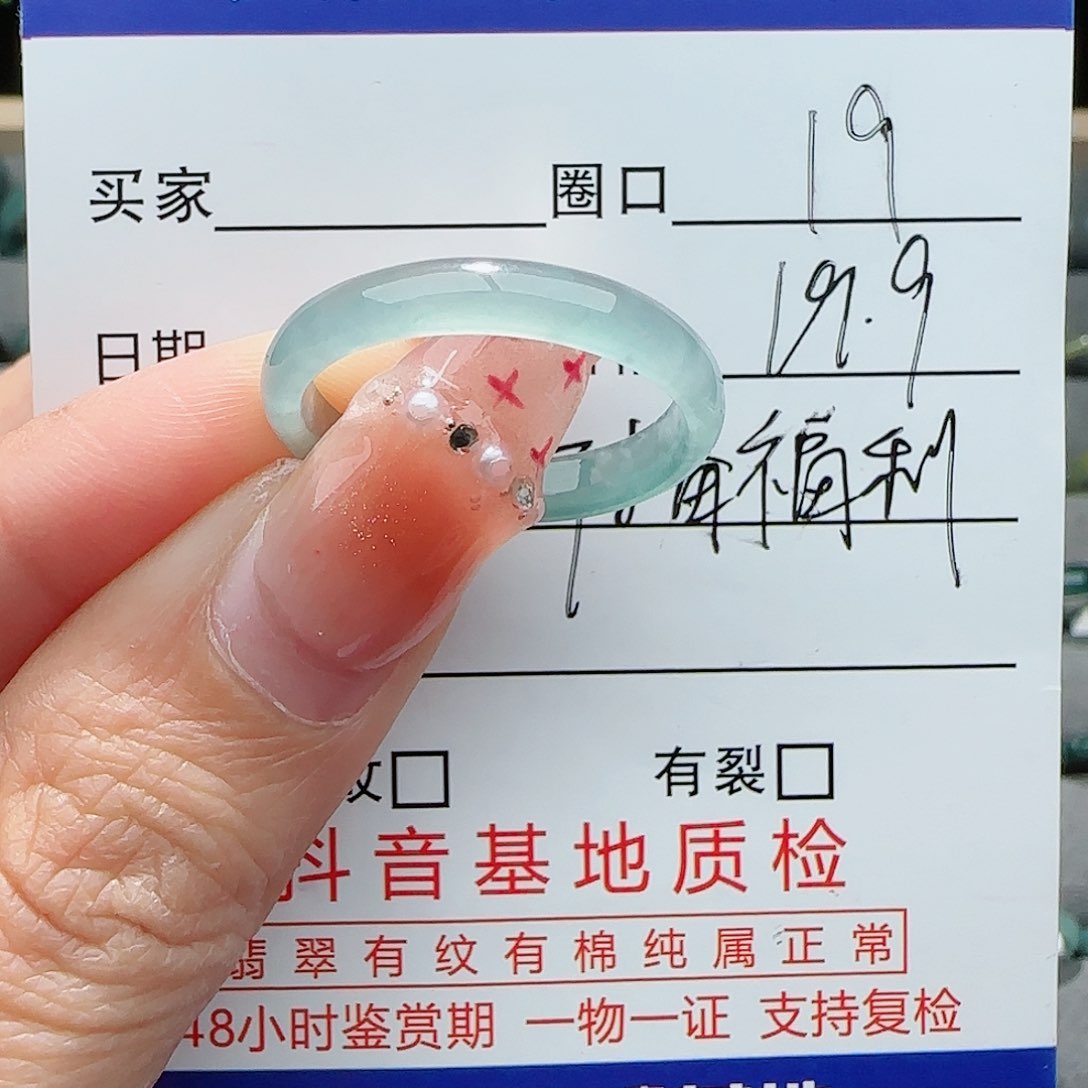 买家 圈口 19
日期 19.9
福利
有裂
抖音基地质检
翡翠有纹有棉纯属正常
48小时鉴赏期 一物一证 支持复检